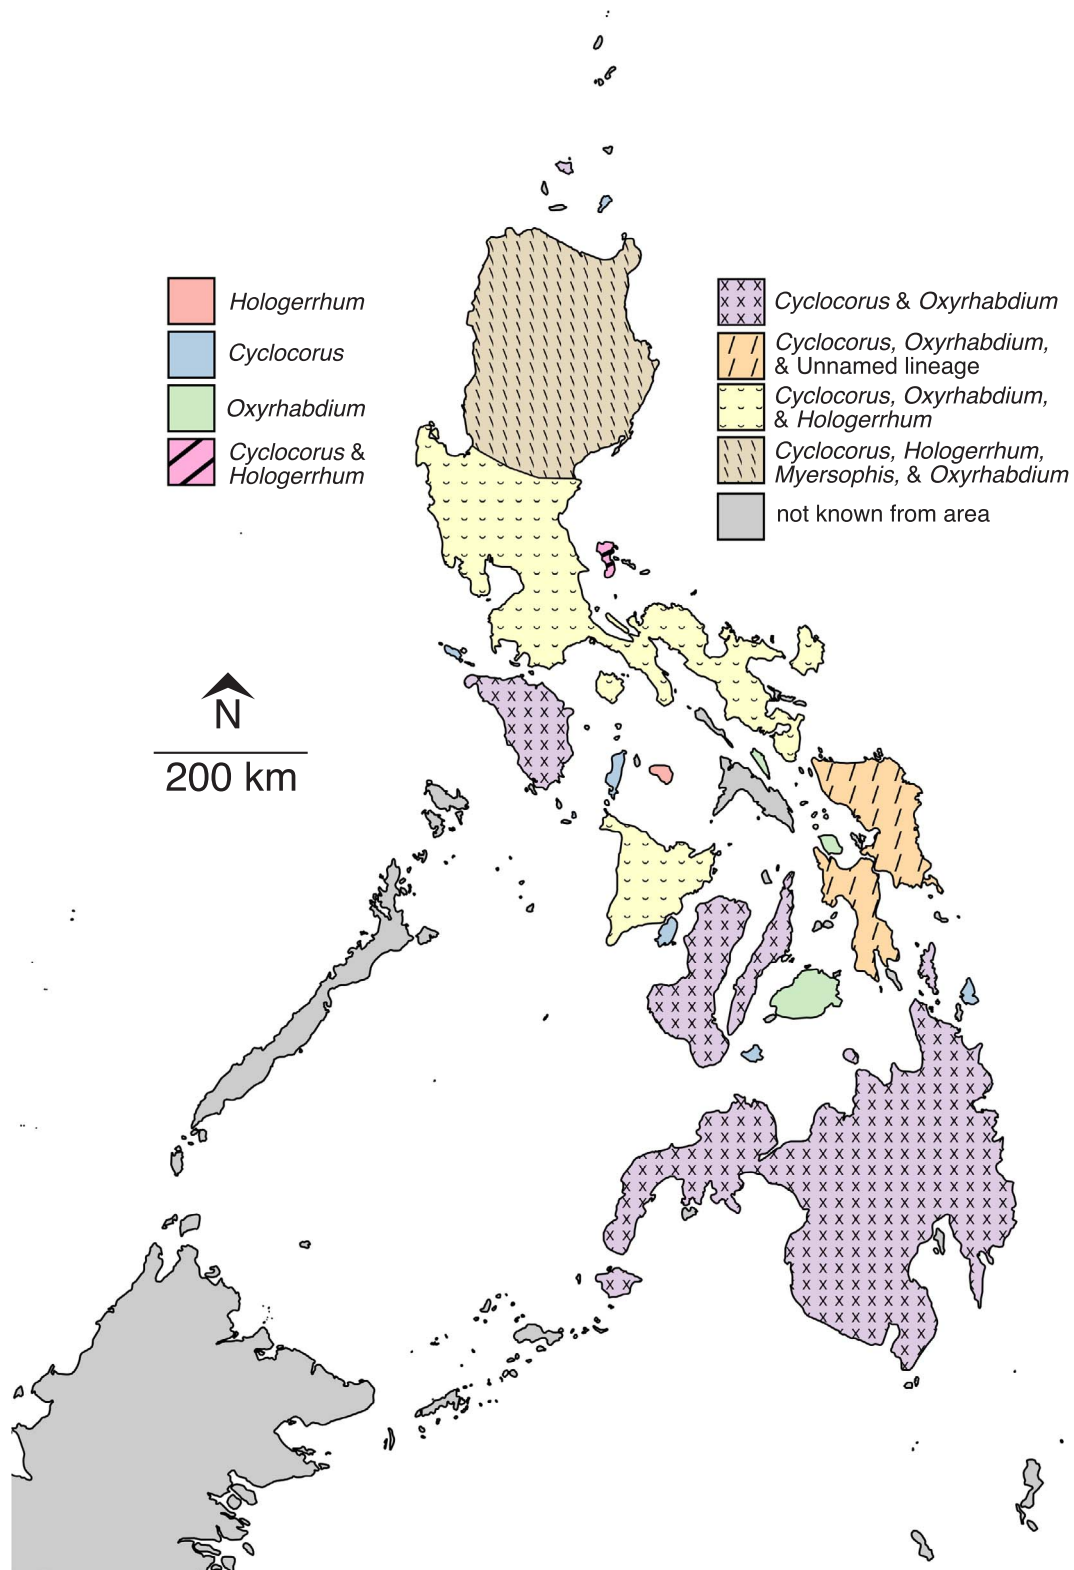 Hologerrhum
Cyclocorus
Oxyrhabdium
Cyclocorus &
Hologerrhum
Cyclocorus & Oxyrhabdium
Cyclocorus, Oxyrhabdium,
& Unnamed lineage
Cyclocorus, Oxyrhabdium,
& Hologerrhum
Cyclocorus, Hologerrhum,
Myersophis, & Oxyrhabdium
not known from area
N
200 km